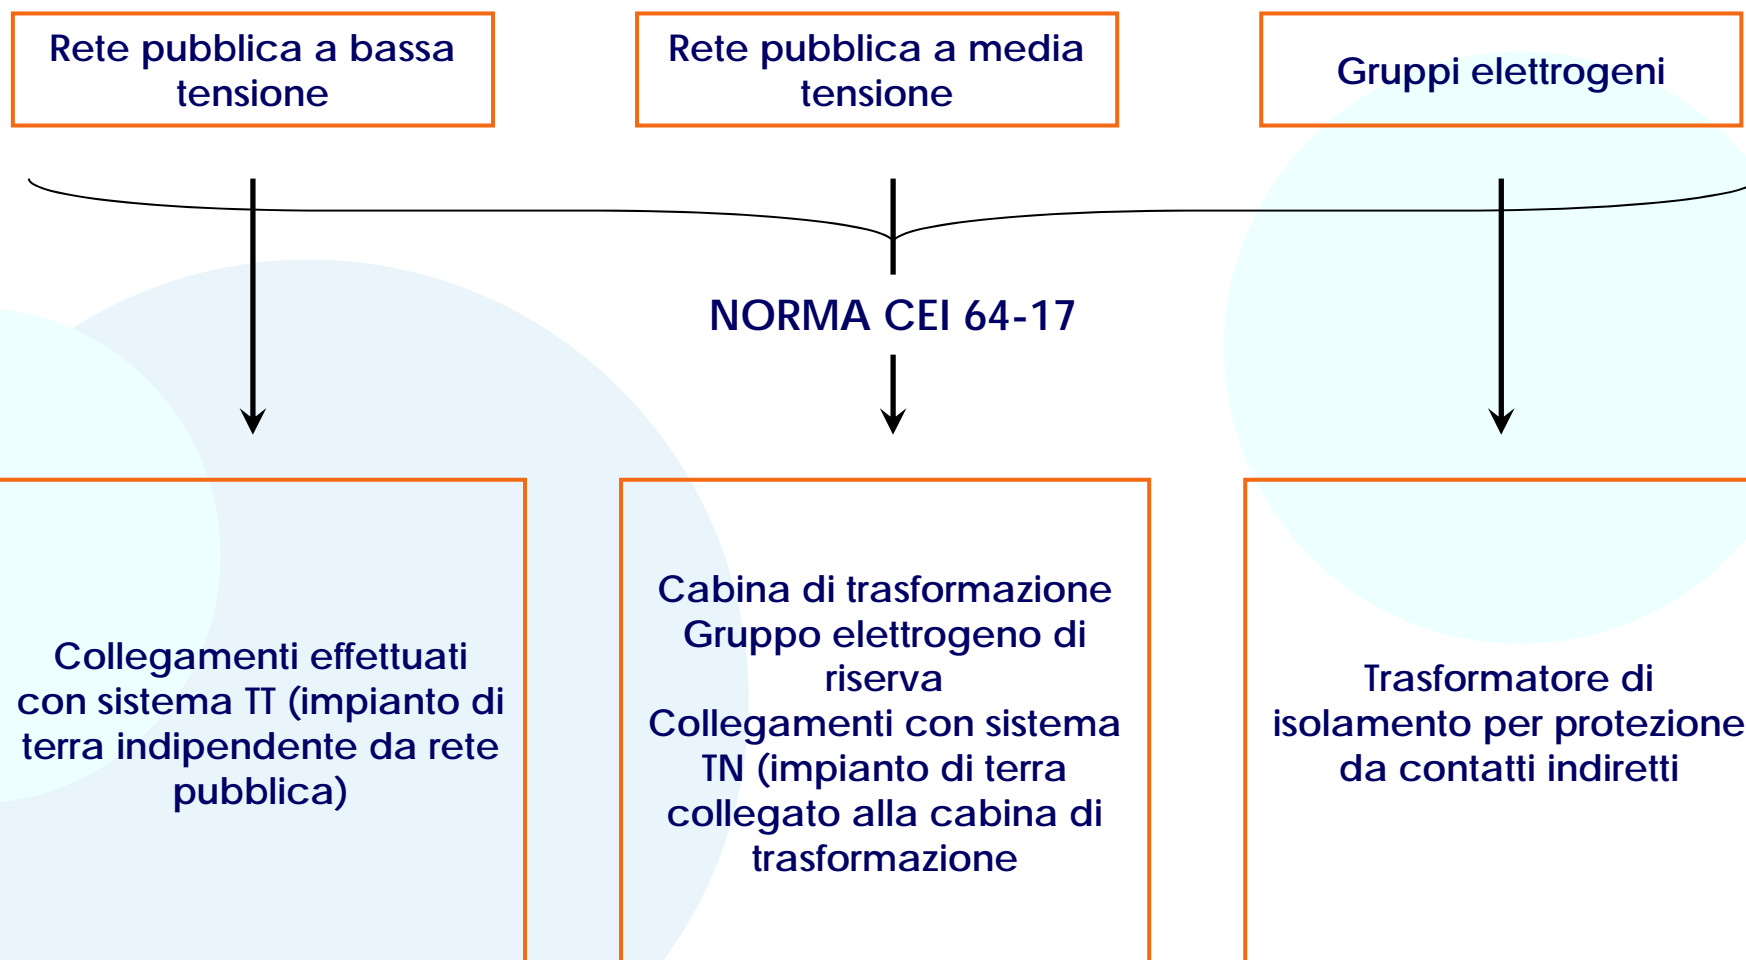 Rete pubblica a bassa
tensione
Rete pubblica a media
tensione
Gruppi elettrogeni
NORMA CEI 64-17
Collegamenti effettuati
con sistema TT (impianto di
terra indipendente da rete
pubblica)
Cabina di trasformazione
Gruppo elettrogeno di
riserva
Collegamenti con sistema
TN (impianto di terra
collegato alla cabina di
trasformazione
Trasformatore di
isolamento per protezione
da contatti indiretti